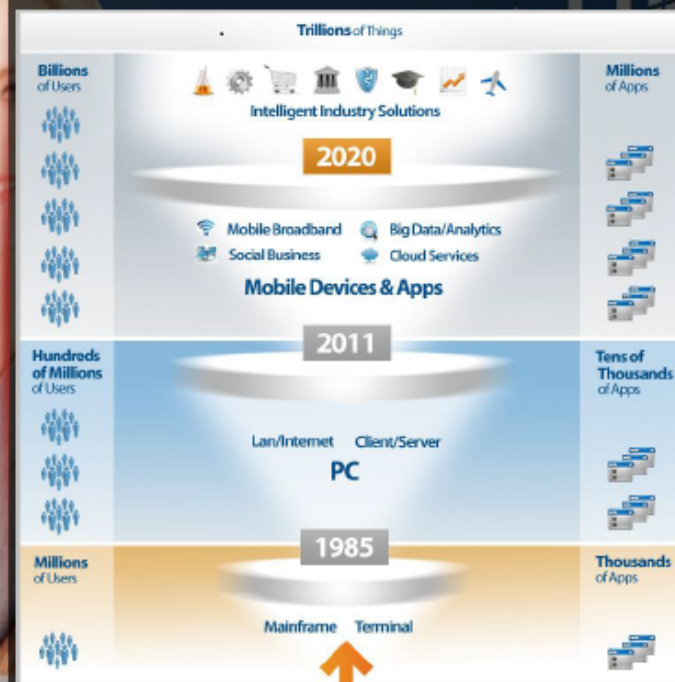 Trillions of Things
Billions
of Users
Millions
of Apps
Intelligent Industry Solutions
2020
Mobile Broadband
Big Data/Analytics
Social Business
Cloud Services
Mobile Devices & Apps
2011
Hundreds
of Millions
of Users
Tens of
Thousands
of Apps
Lan/Internet
Client/Server
PC
1985
Millions
of Users
Thousands
of Apps
Mainframe
Terminal